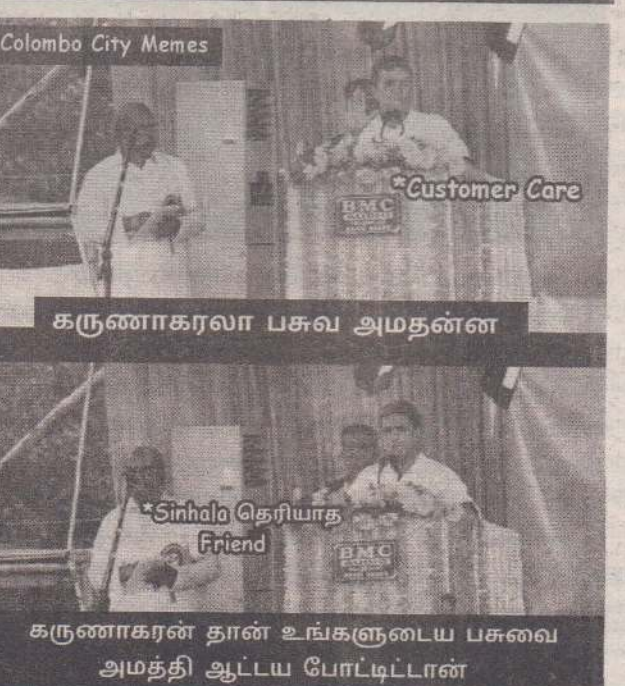 Colombo City Memes
*Customer Care
BMC
கருணாகரலா பசுவ அமதன்ன
*Sinhala தெரியாத
Friend
BMC
கருணாகரன் தான் உங்களுடைய பசுவை
அமத்தி ஆட்டய போட்டிட்டான்